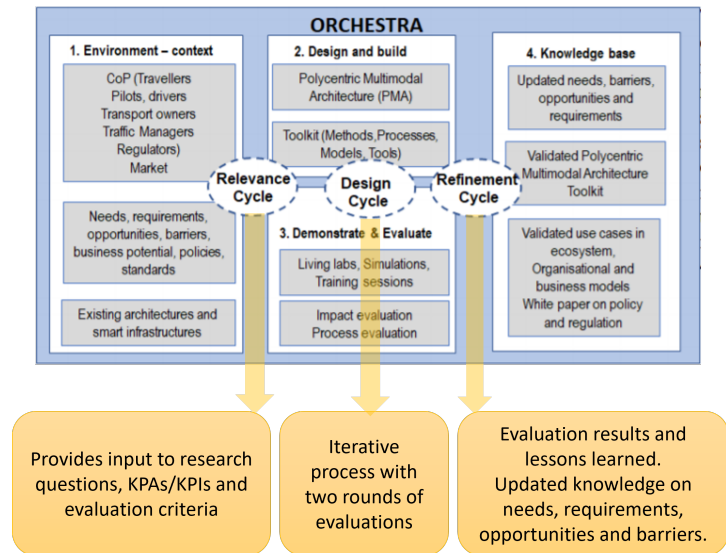 ORCHESTRA
1. Environment – context
CoP (Travellers
Pilots, drivers
Transport owners
Traffic Managers
Regulators)
Market
Needs, requirements,
opportunities, barriers,
business potential, policies,
standards
Existing architectures and
smart infrastructures
2. Design and build
Polycentric Multimodal
Architecture (PMA)
Toolkit (Methods,Processes,
Models, Tools)
Relevance
Cycle
Design
Cycle
Refinement
Cycle
3. Demonstrate & Evaluate
Living labs, Simulations,
Training sessions
Impact evaluation
Process evaluation
4. Knowledge base
Updated needs, barriers,
opportunities and
requirements
Validated Polycentric
Multimodal Architecture
Toolkit
Validated use cases in
ecosystem,
Organisational and
business models
White paper on policy
and regulation
Provides input to research
questions, KPAs/KPIs and
evaluation criteria
Iterative
process with
two rounds of
evaluations
Evaluation results and
lessons learned.
Updated knowledge on
needs, requirements,
opportunities and barriers.